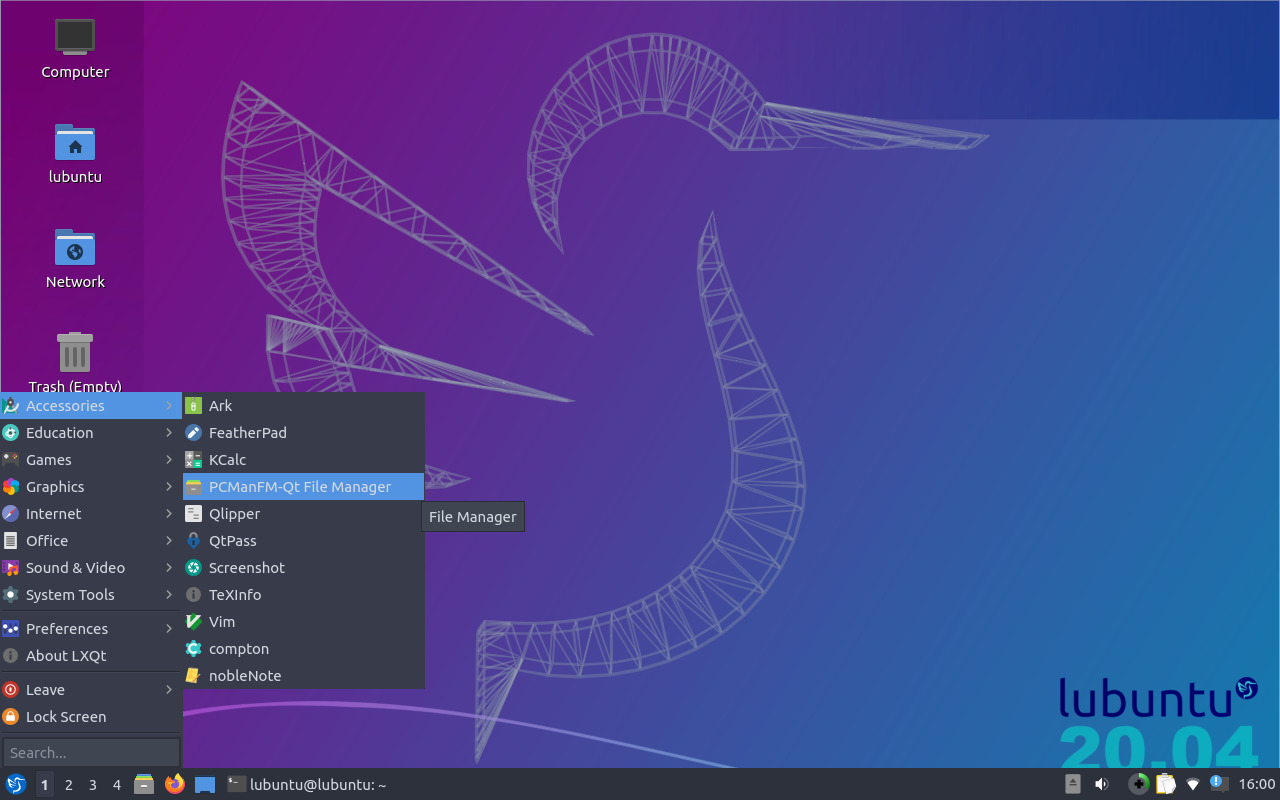 Computer
lubuntu
Network
Trash (Empty)
Accessories
Education
Games
Graphics
Internet
Office
Sound & Video
System Tools
Preferences
About LXQt
Leave
Lock Screen
Search...
Ark
FeatherPad
KCalc
PCManFM-Qt File Manager
Qlipper
QtPass
Screenshot
TeXInfo
Vim
compton
nobleNote
File Manager
lubuntu
20.04
1 2 3 4 lubuntu@lubuntu: ~ 16:00